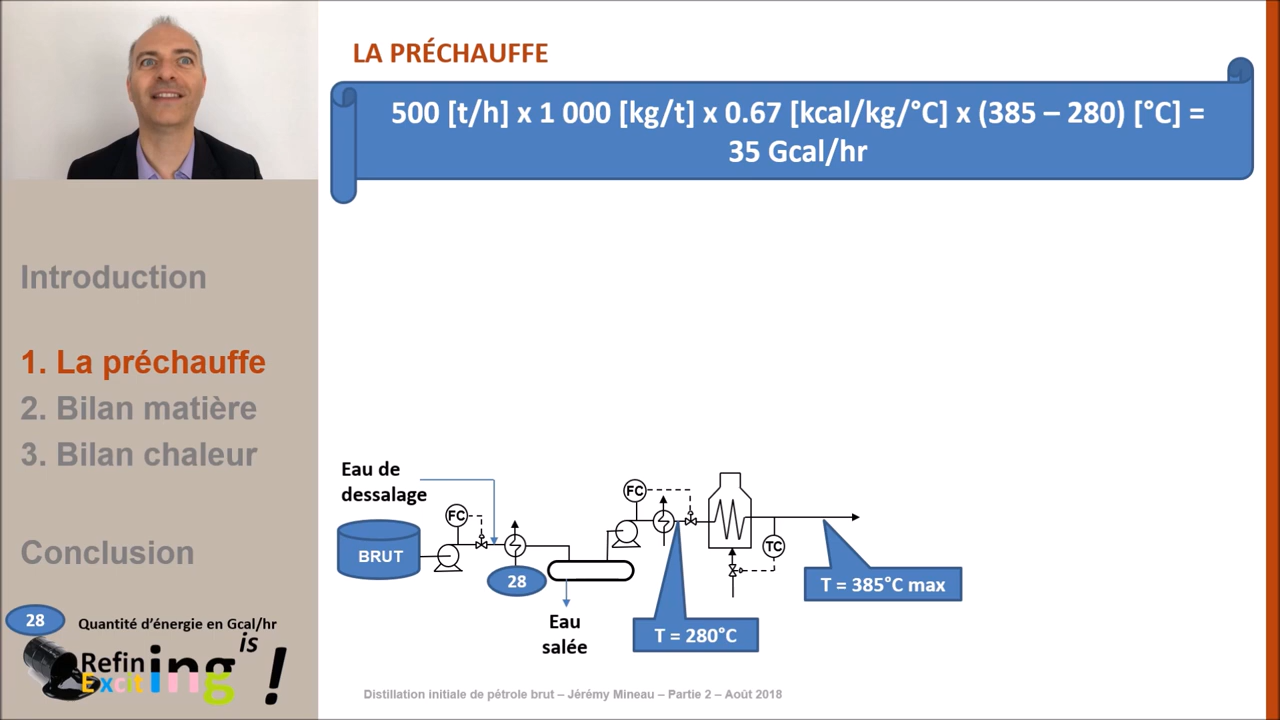 LA PRÉCHAUFFE
500 [t/h] x 1 000 [kg/t] x 0.67 [kcal/kg/°C] x (385 – 280) [°C] =
35 Gcal/hr
Introduction
1. La préchauffe
2. Bilan matière
3. Bilan chaleur
Conclusion
28
Quantité d'énergie en Gcal/hr
is
Refin
Excit
ing
!
Eau de
dessalage
FC
FC
BRUT
TC
28
T = 385°C max
Eau
salée
T = 280°C
Distillation initiale de pétrole brut – Jérémy Mineau – Partie 2 – Août 2018